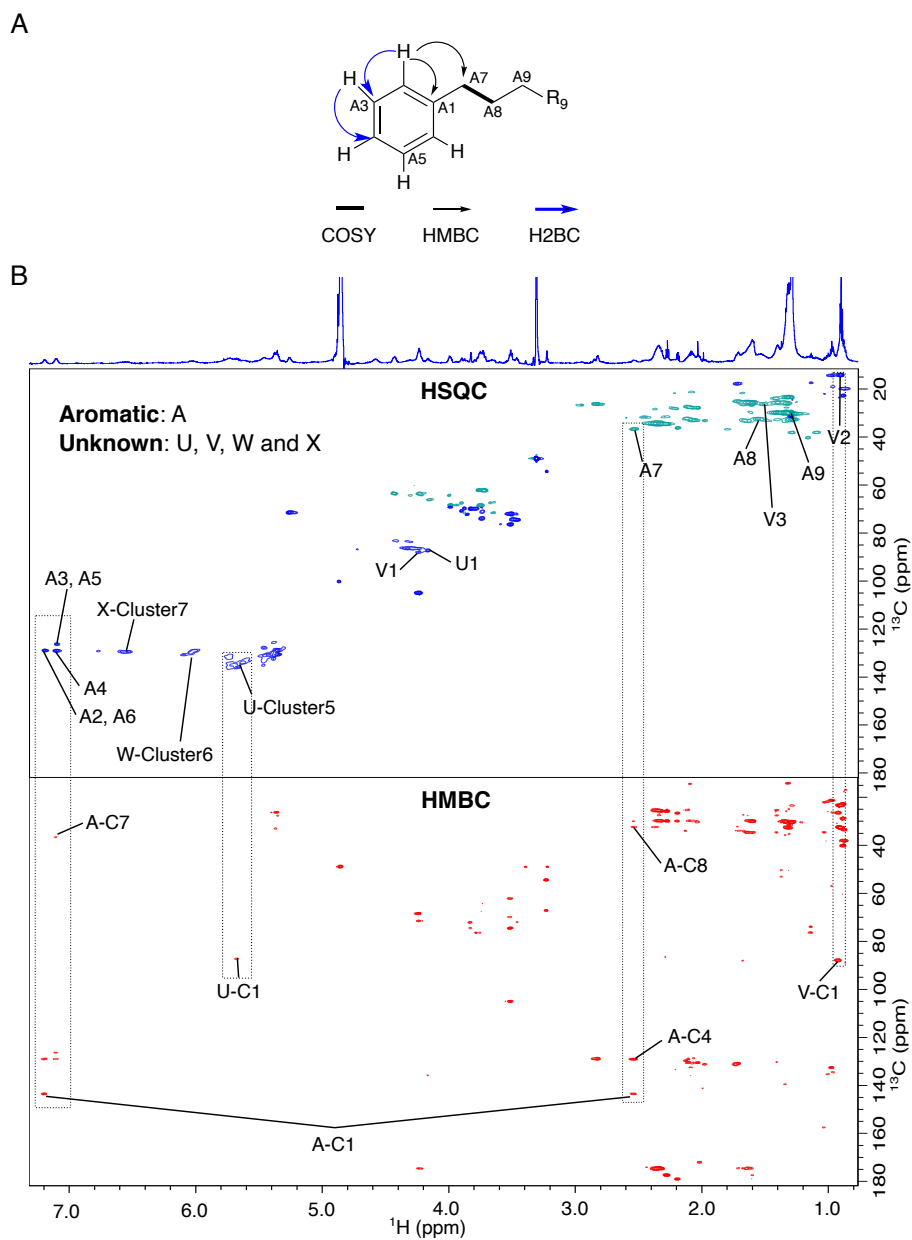 A
H
H
A7
A9
A3
A1
A8
R9
H
A5
H
H
COSY
HMBC
H2BC
B
HSQC
Aromatic: A
Unknown: U, V, W and X
20
40
60
80
100
120
140
160
180
13C (ppm)
A7
A8
A9
V2
V3
V1
U1
A3, A5
X-Cluster7
A4
A2, A6
U-Cluster5
W-Cluster6
HMBC
A-C7
A-C8
U-C1
V-C1
A-C4
A-C1
40
60
80
100
120
140
160
180
13C (ppm)
7.0
6.0
5.0
4.0
3.0
2.0
1.0
1H (ppm)